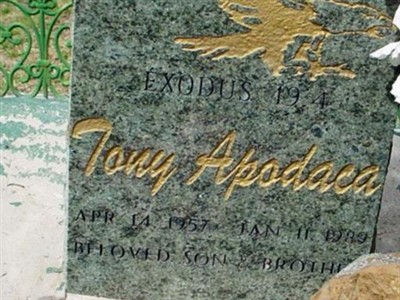 EXODUS 19:4
Tony Apodaca
APR 14 1957 JAN 11 1989
BELOVED SON & BROTHER